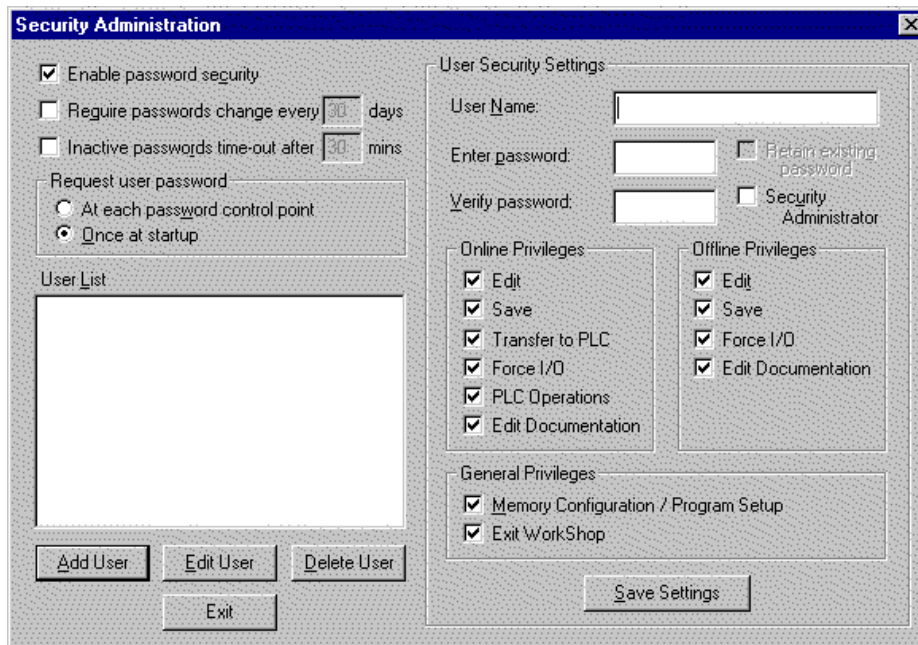 Security Administration
Enable password security
Require passwords change every 30 days
Inactive passwords time-out after 30 mins
Request user password
At each password control point
Once at startup
User List
Add User
Edit User
Delete User
Exit
User Security Settings
User Name:
Enter password:
Retain existing
password
Verify password:
Security
Administrator
Online Privileges
Edit
Save
Transfer to PLC
Force I/O
PLC Operations
Edit Documentation
Offline Privileges
Edit
Save
Force I/O
Edit Documentation
General Privileges
Memory Configuration / Program Setup
Exit WorkShop
Save Settings